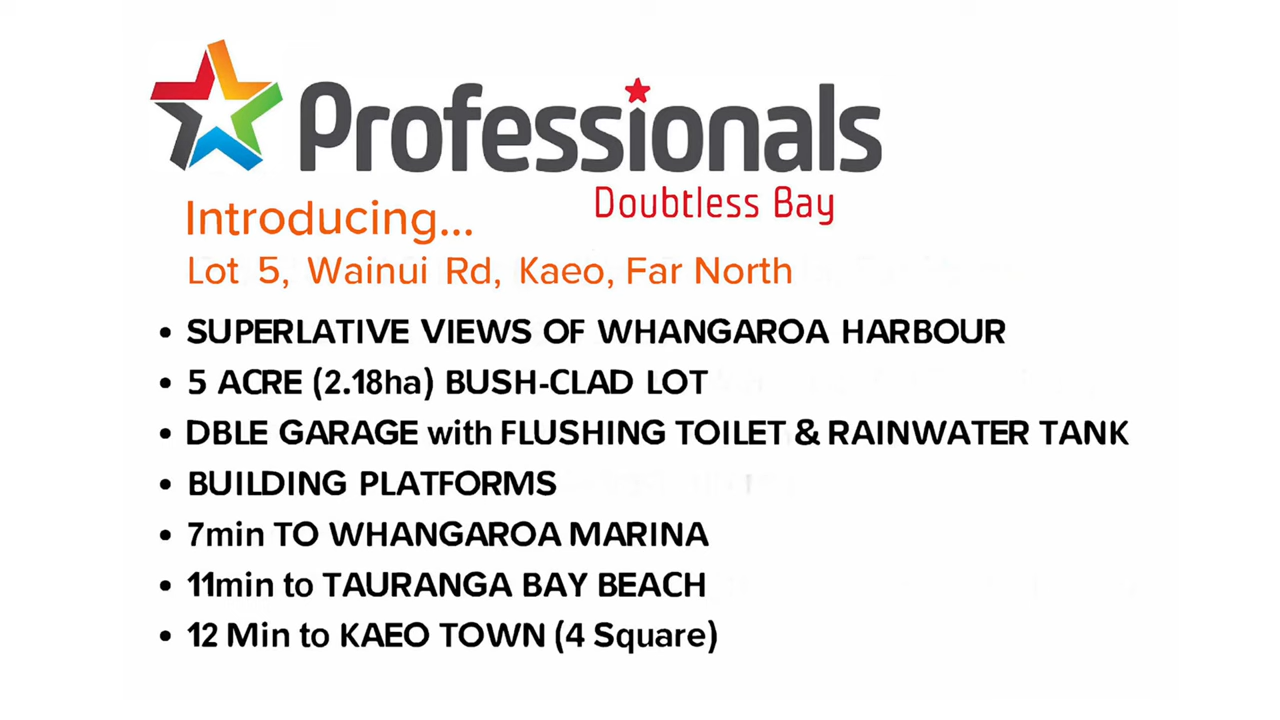 Professionals
Doubtless Bay
Introducing...
Lot 5, Wainui Rd, Kaeo, Far North
• SUPERLATIVE VIEWS OF WHANGAROA HARBOUR
• 5 ACRE (2.18ha) BUSH-CLAD LOT
• DBLE GARAGE with FLUSHING TOILET & RAINWATER TANK
• BUILDING PLATFORMS
• 7min TO WHANGAROA MARINA
• 11min to TAURANGA BAY BEACH
• 12 Min to KAEO TOWN (4 Square)